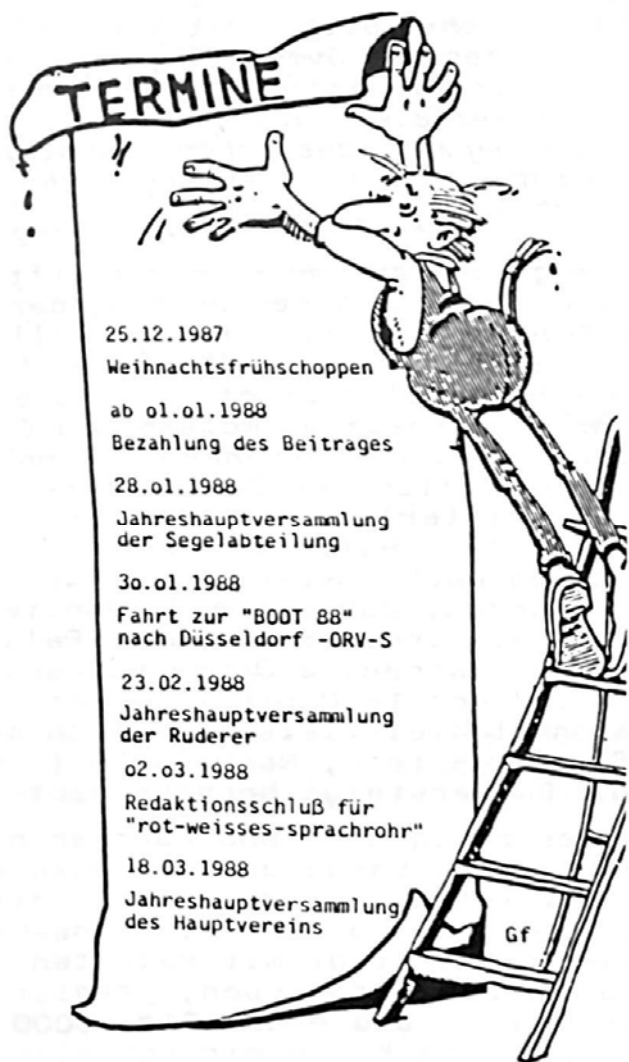 TERMINE
25.12.1987
Weihnachtsfrühschoppen
ab o1.o1.1988
Bezahlung des Beitrages
28.o1.1988
Jahreshauptversammlung
der Segelabteilung
3o.o1.1988
Fahrt zur "BOOT 88"
nach Düsseldorf -ORV-S
23.02.1988
Jahreshauptversammlung
der Ruderer
o2.o3.1988
Redaktionsschluß für
"rot-weisses-sprachrohr"
18.03.1988
Jahreshauptversammlung
des Hauptvereins
Gf